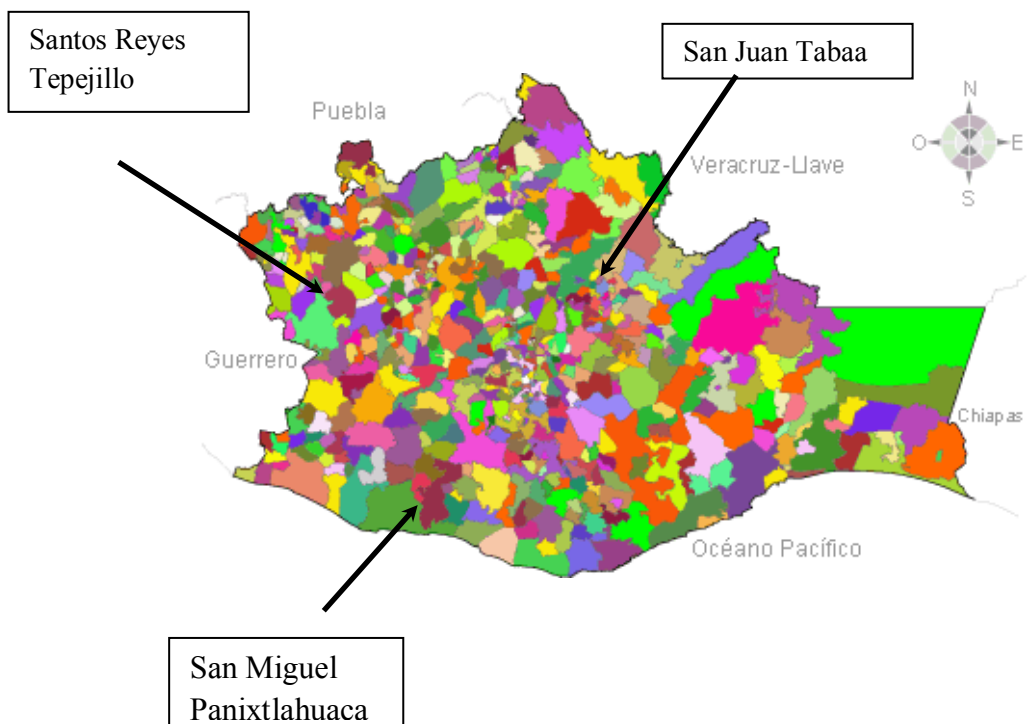 Santos Reyes
Tepejillo
San Juan Tabaa
Puebla
N
O
E
S
Veracruz-Llave
Guerrero
Chiapas
Océano Pacífico
San Miguel
Panixtlahuaca